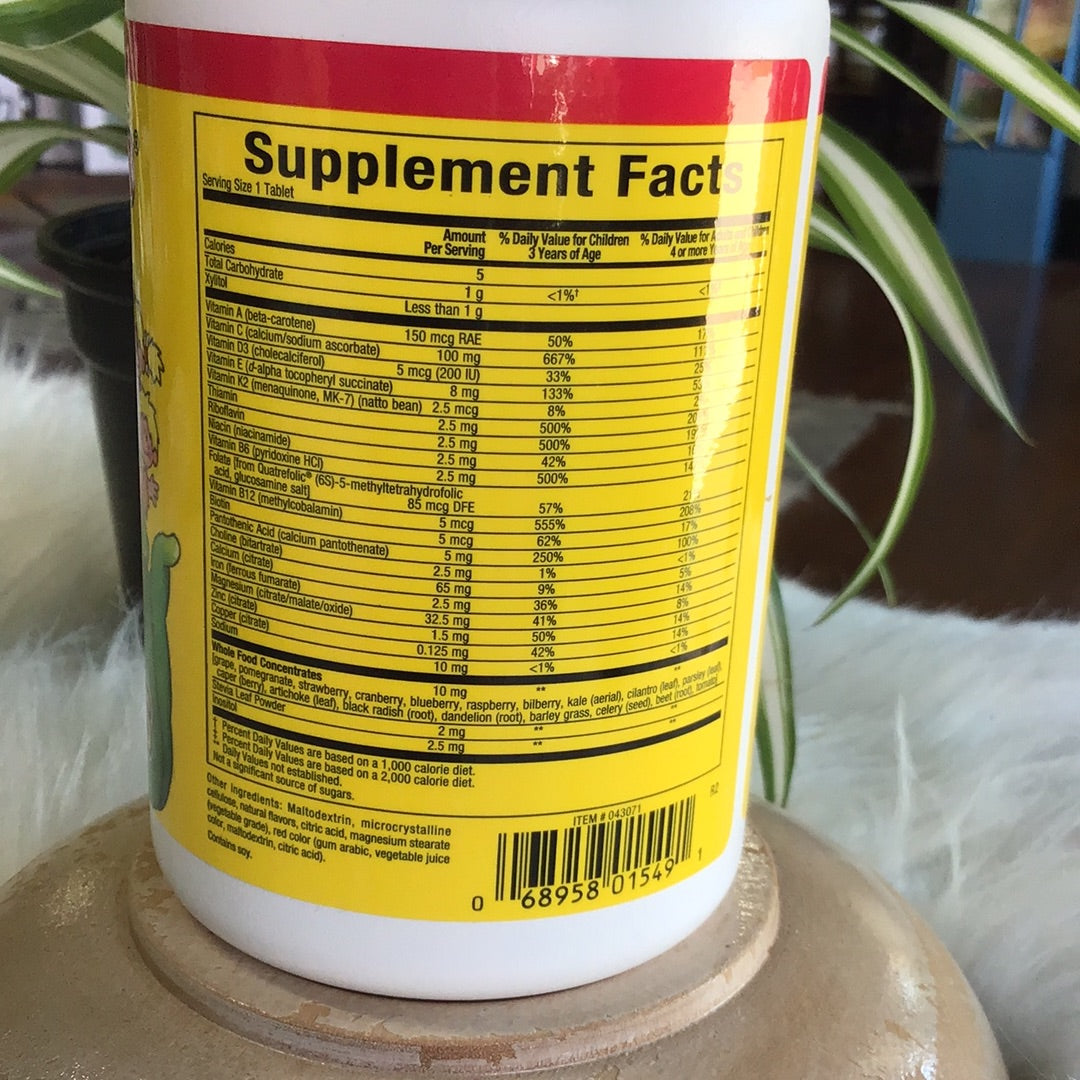 Supplement Facts
Serving Size 1 Tablet
Amount Per Serving % Daily Value for Children 3 Years of Age % Daily Value for 4 or more
Calories 5
Total Carbohydrate 1 g <1%†
Xylitol Less than 1 g
Vitamin A (beta-carotene) 150 mcg RAE 50%
Vitamin C (calcium/sodium ascorbate) 100 mg 667%
Vitamin D3 (cholecalciferol) 5 mcg (200 IU) 33%
Vitamin E (d-alpha tocopheryl succinate) 8 mg 133%
Vitamin K2 (menaquinone, MK-7) (natto bean) 2.5 mcg 8%
Thiamin 2.5 mg 500%
Riboflavin 2.5 mg 500%
Niacin (niacinamide) 2.5 mg 42%
Vitamin B6 (pyridoxine HCl) 2.5 mg 500%
Folate [from Quatrefolic® (6S)-5-methyltetrahydrofolic
acid, glucosamine salt] 85 mcg DFE 57%
Vitamin B12 (methylcobalamin) 5 mcg 555% 208%
Biotin 5 mcg 62% 17%
Pantothenic Acid (calcium pantothenate) 5 mg 250% 100%
Choline (bitartrate) 2.5 mg 1% <1%
Calcium (citrate) 65 mg 9% 5%
Iron (ferrous fumarate) 2.5 mg 36% 14%
Magnesium (citrate/malate/oxide) 32.5 mg 41% 8%
Zinc (citrate) 1.5 mg 50% 14%
Copper (citrate) 0.125 mg 42% 14%
Sodium 10 mg <1% <1%
Whole Food Concentrates 10 mg ** **
[grape, pomegranate, strawberry, cranberry, blueberry, raspberry, bilberry, kale (aerial), cilantro (leaf), parsley (leaf),
caper (berry), artichoke (leaf), black radish (root), dandelion (root), barley grass, celery (seed), beet (root), tomato]
Stevia Leaf Powder 2 mg ** **
Inositol 2.5 mg ** **
† Percent Daily Values are based on a 1,000 calorie diet.
‡ Percent Daily Values are based on a 2,000 calorie diet.
** Daily Values not established.
Not a significant source of sugars.
Other ingredients: Maltodextrin, microcrystalline
cellulose, natural flavors, citric acid, magnesium stearate
(vegetable grade), red color (gum arabic, vegetable juice
color, maltodextrin, citric acid).
Contains soy.
R2
ITEM # 043071
0 68958 01549 1